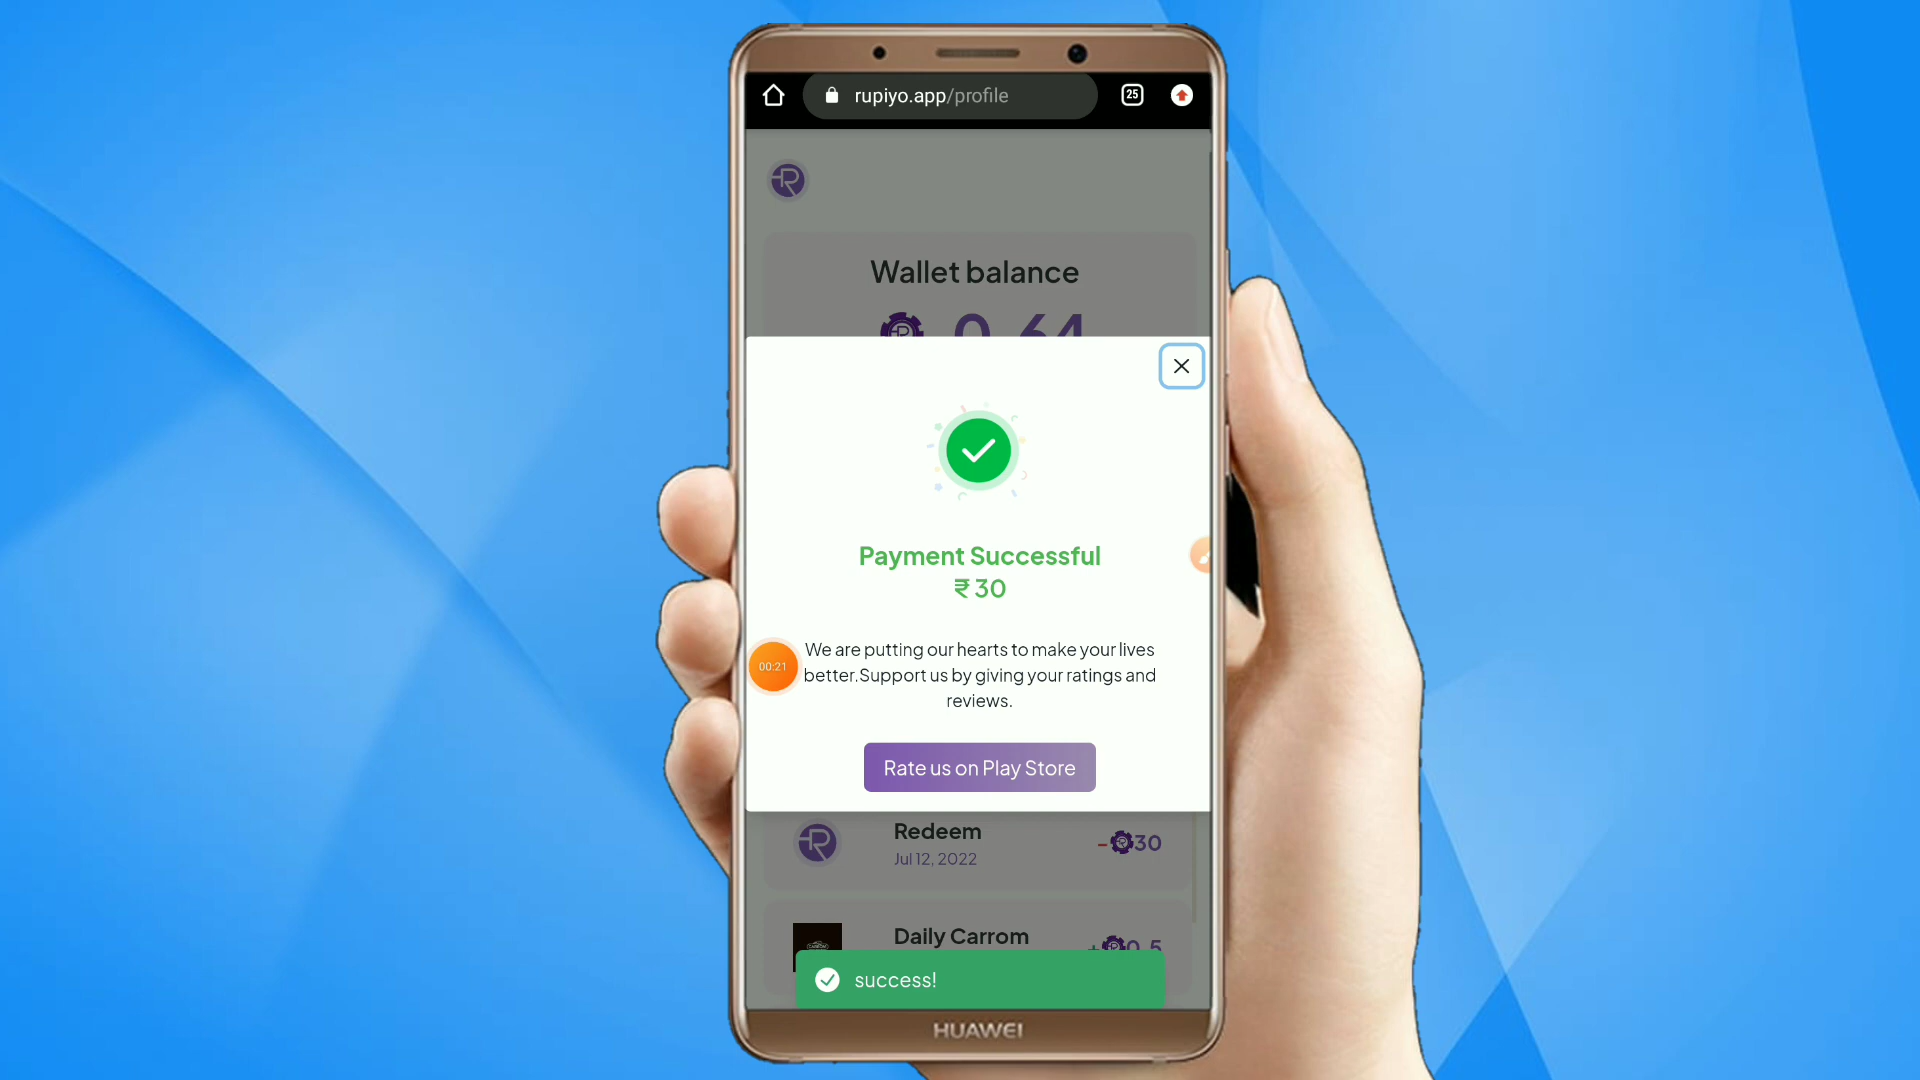 rupiyo.app/profile
25
Wallet balance
0.64
Payment Successful
₹ 30
00:21
We are putting our hearts to make your lives
better.Support us by giving your ratings and
reviews.
Rate us on Play Store
Redeem
-30
Jul 12, 2022
Daily Carrom
+0.5
success!
HUAWEI